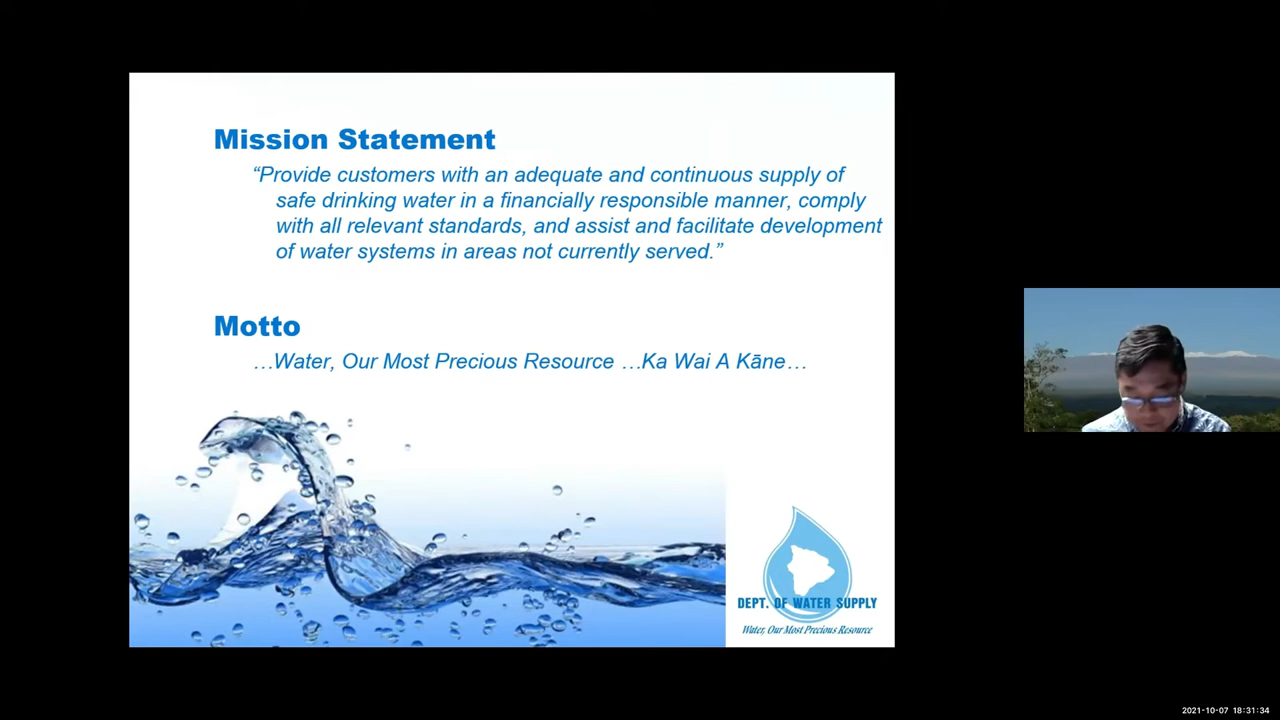 Mission Statement
“Provide customers with an adequate and continuous supply of
safe drinking water in a financially responsible manner, comply
with all relevant standards, and assist and facilitate development
of water systems in areas not currently served.”
Motto
…Water, Our Most Precious Resource …Ka Wai A Kāne…
DEPT. OF WATER SUPPLY
Water, Our Most Precious Resource
2021-10-07 18:31:34